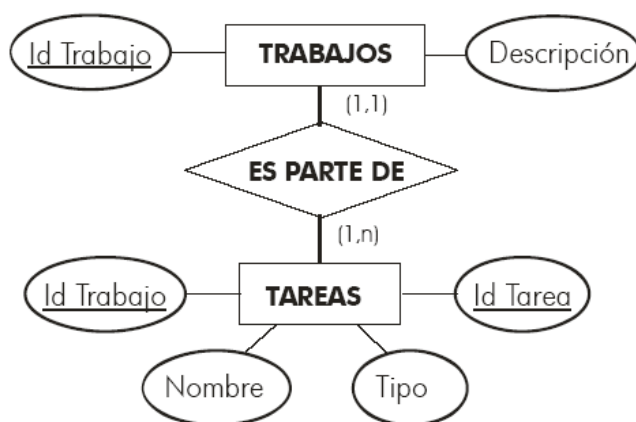 Id Trabajo
TRABAJOS
Descripción
(1,1)
ES PARTE DE
(1,n)
Id Trabajo
TAREAS
Id Tarea
Nombre
Tipo